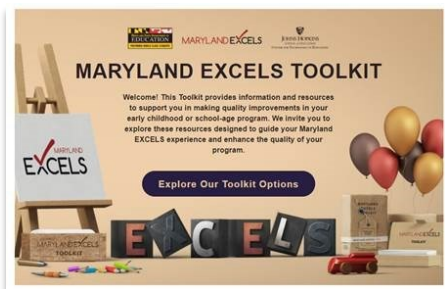 EDUCATION
MARYLAND EXCELS
JOHNS HOPKINS
MARYLAND EXCELS TOOLKIT
Welcome! This Toolkit provides information and resources
to support you in making quality improvements in your
early childhood or school-age program. We invite you to
explore these resources designed to guide your Maryland
EXCELS experience and enhance the quality of your
program.
Explore Our Toolkit Options
MARYLAND
EXCELS
MARYLAND EXCELS
TOOLKIT
EXCELS